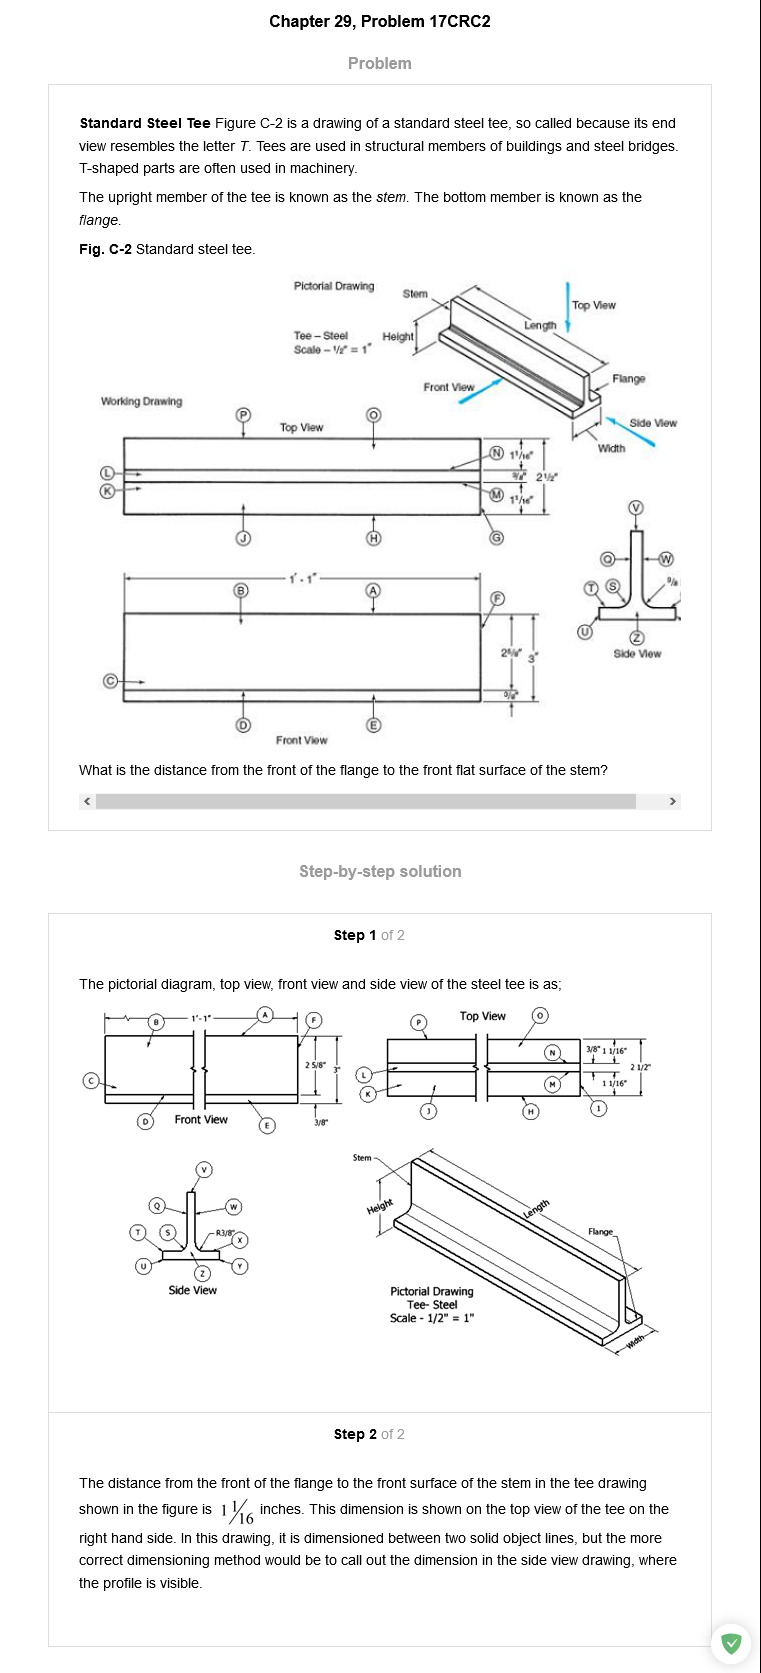 Chapter 29, Problem 17CRC2
Problem
Standard Steel Tee Figure C-2 is a drawing of a standard steel tee, so called because its end
view resembles the letter T. Tees are used in structural members of buildings and steel bridges.
T-shaped parts are often used in machinery.
The upright member of the tee is known as the stem. The bottom member is known as the
flange.
Fig. C-2 Standard steel tee.
Pictorial Drawing
Stem
Top View
Length
Tee – Steel
Height
Scale – 1/2" = 1"
Flange
Front View
Working Drawing
Side View
P
O
Top View
Width
N
1 1/16"
L
3/8"
2 1/2"
K
M
1 1/16"
V
J
H
G
Q
W
1' - 1"
B
A
T
S
3/8
F
U
Z
2 5/8"
3"
Side View
C
3/8"
D
E
Front View
What is the distance from the front of the flange to the front flat surface of the stem?
Step-by-step solution
Step 1 of 2
The pictorial diagram, top view, front view and side view of the steel tee is as;
B
1'-1"
A
F
P
Top View
O
N
3/8"
1 1/16"
2 5/8"
3"
2 1/2"
C
L
M
1 1/16"
K
D
Front View
E
3/8"
J
H
1
Stem
V
Q
W
Height
Length
T
S
R3/8"
X
Flange
U
Z
Y
Side View
Pictorial Drawing
Tee- Steel
Scale - 1/2" = 1"
Width
Step 2 of 2
The distance from the front of the flange to the front surface of the stem in the tee drawing
shown in the figure is 1 1/16 inches. This dimension is shown on the top view of the tee on the
right hand side. In this drawing, it is dimensioned between two solid object lines, but the more
correct dimensioning method would be to call out the dimension in the side view drawing, where
the profile is visible.